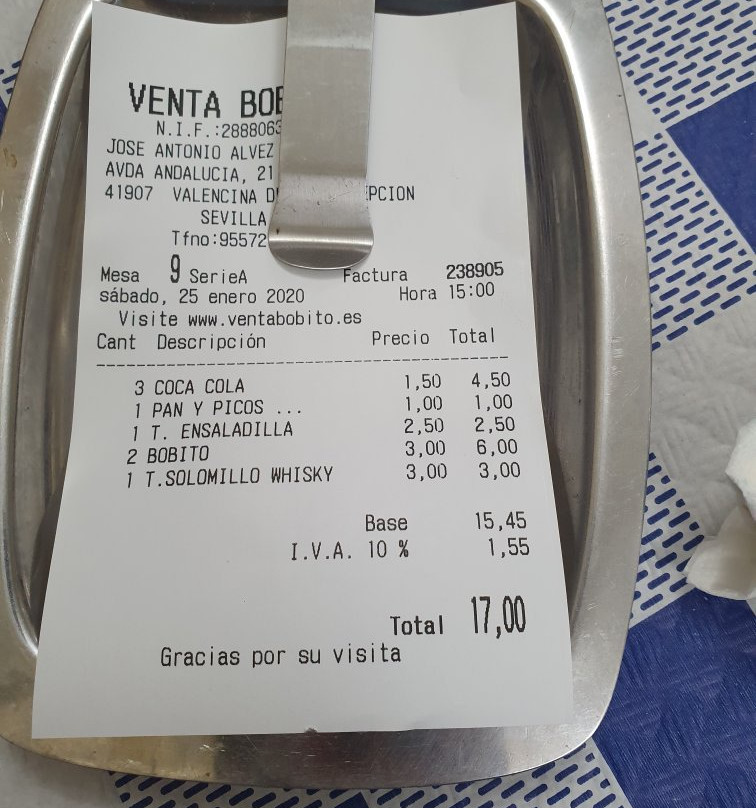 VENTA BOB
N.I.F.:2888063
JOSE ANTONIO ALVEZ
AVDA ANDALUCIA, 21
41907 VALENCINA D EPCION
SEVILLA
Tfno:95572
Mesa 9 SerieA Factura 238905
sábado, 25 enero 2020 Hora 15:00
Visite www.ventabobito.es
Cant Descripción Precio Total
3 COCA COLA 1,50 4,50
1 PAN Y PICOS ... 1,00 1,00
1 T. ENSALADILLA 2,50 2,50
2 BOBITO 3,00 6,00
1 T.SOLOMILLO WHISKY 3,00 3,00
Base 15,45
I.V.A. 10 % 1,55
Total 17,00
Gracias por su visita